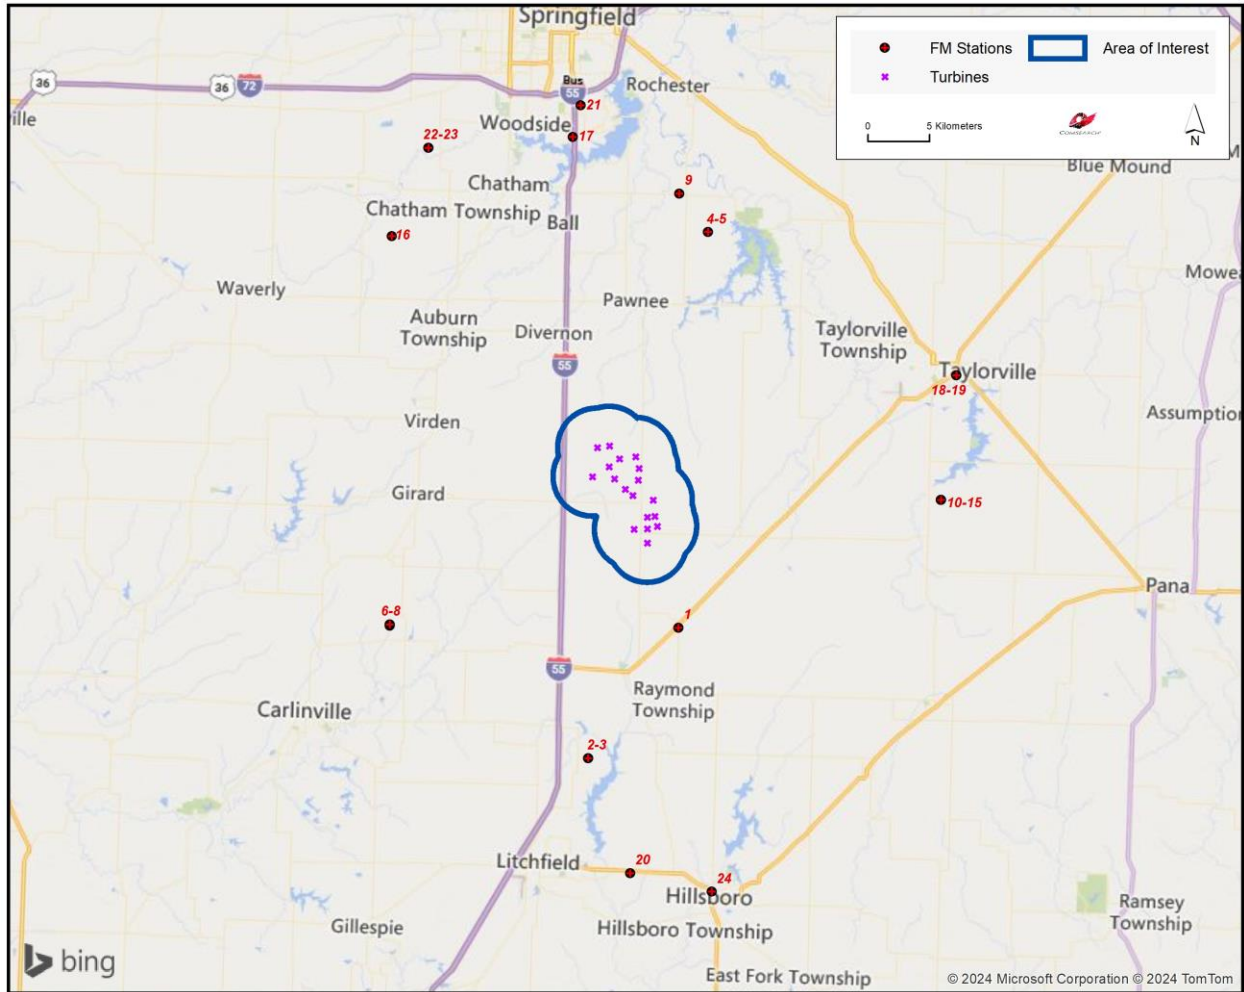 Springfield
FM Stations
Area of Interest
Turbines
0
5 Kilometers
COMSEARCH
N
36
36
72
Bus
55
Rochester
21
ville
Woodside
17
22-23
M
Blue Mound
Chatham
9
Chatham Township
Ball
4-5
16
Mowea
Waverly
Pawnee
Auburn
Township
Divernon
Taylorville
Township
55
Taylorville
18-19
Virden
Assumption
Girard
10-15
Pana
6-8
1
55
Raymond
Township
Carlinville
2-3
Litchfield
20
24
Hillsboro
Ramsey
Township
Gillespie
Hillsboro Township
bing
East Fork Township
© 2024 Microsoft Corporation © 2024 TomTom